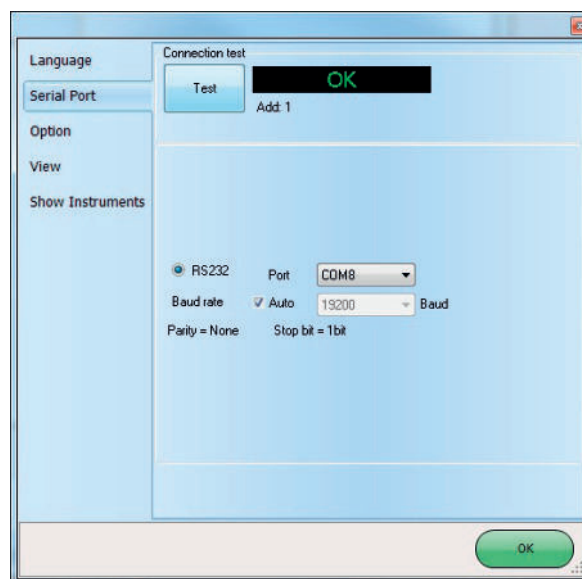 Language
Serial Port
Option
View
Show Instruments
Connection test
Test
OK
Add: 1
RS232
Port
COM8
Baud rate
Auto
19200
Baud
Parity = None
Stop bit = 1bit
OK